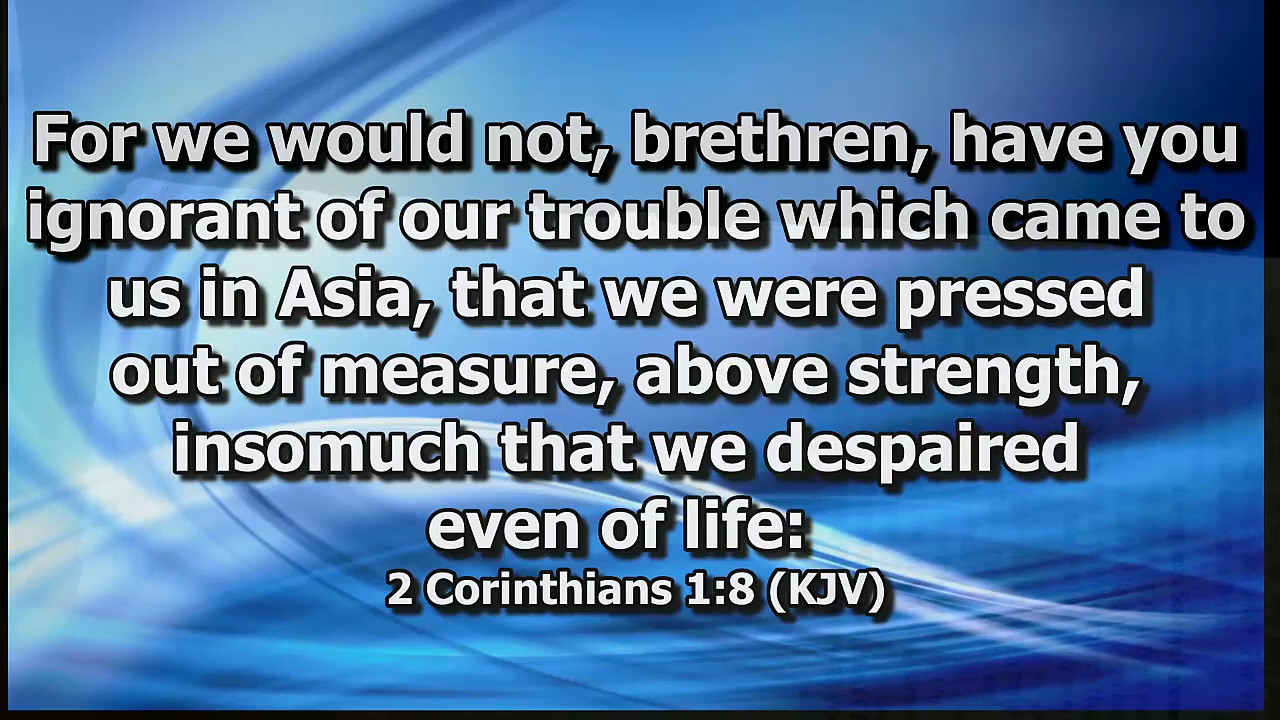 For we would not, brethren, have you
ignorant of our trouble which came to
us in Asia, that we were pressed
out of measure, above strength,
insomuch that we despaired
even of life:
2 Corinthians 1:8 (KJV)